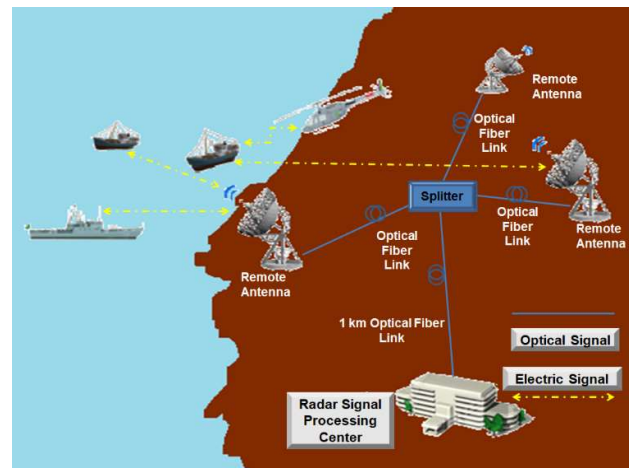 Remote
Antenna
Optical
Fiber
Link
Splitter
Optical
Fiber
Link
Remote
Antenna
Optical
Fiber
Link
Remote
Antenna
1 km Optical Fiber
Link
Optical Signal
Electric Signal
Radar Signal
Processing
Center